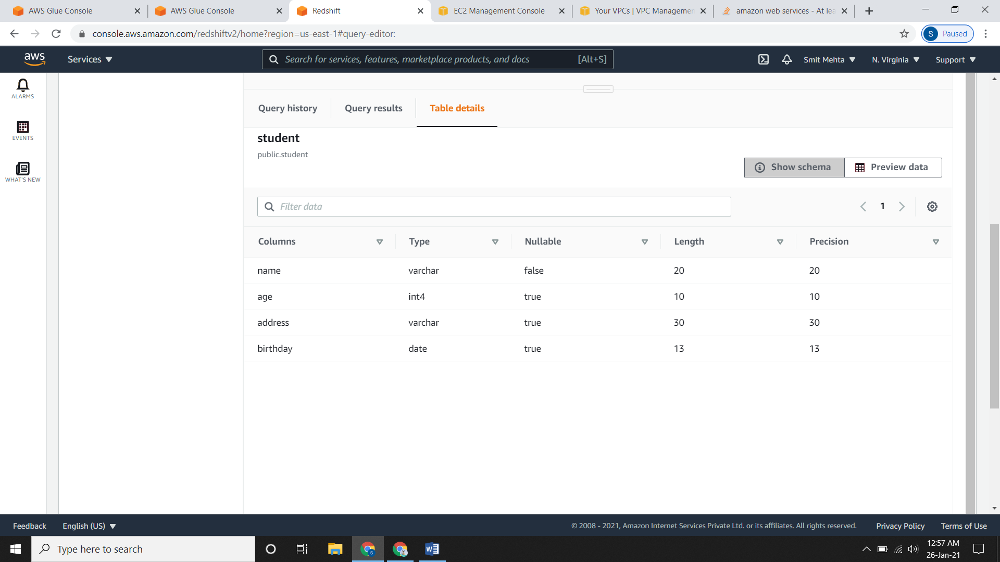 AWS Glue Console
AWS Glue Console
Redshift
EC2 Management Console
Your VPCs | VPC Managemen
amazon web services - At lea
console.aws.amazon.com/redshiftv2/home?region=us-east-1#query-editor:
S Paused
aws Services Search for services, features, marketplace products, and docs [Alt+S] Smit Mehta N. Virginia Support
ALARMS
EVENTS
WHAT'S NEW
Query history Query results Table details
student
public.student
Show schema Preview data
Filter data 1
Columns Type Nullable Length Precision
name varchar false 20 20
age int4 true 10 10
address varchar true 30 30
birthday date true 13 13
Feedback English (US) © 2008 - 2021, Amazon Internet Services Private Ltd. or its affiliates. All rights reserved. Privacy Policy Terms of Use
Type here to search
12:57 AM
26-Jan-21